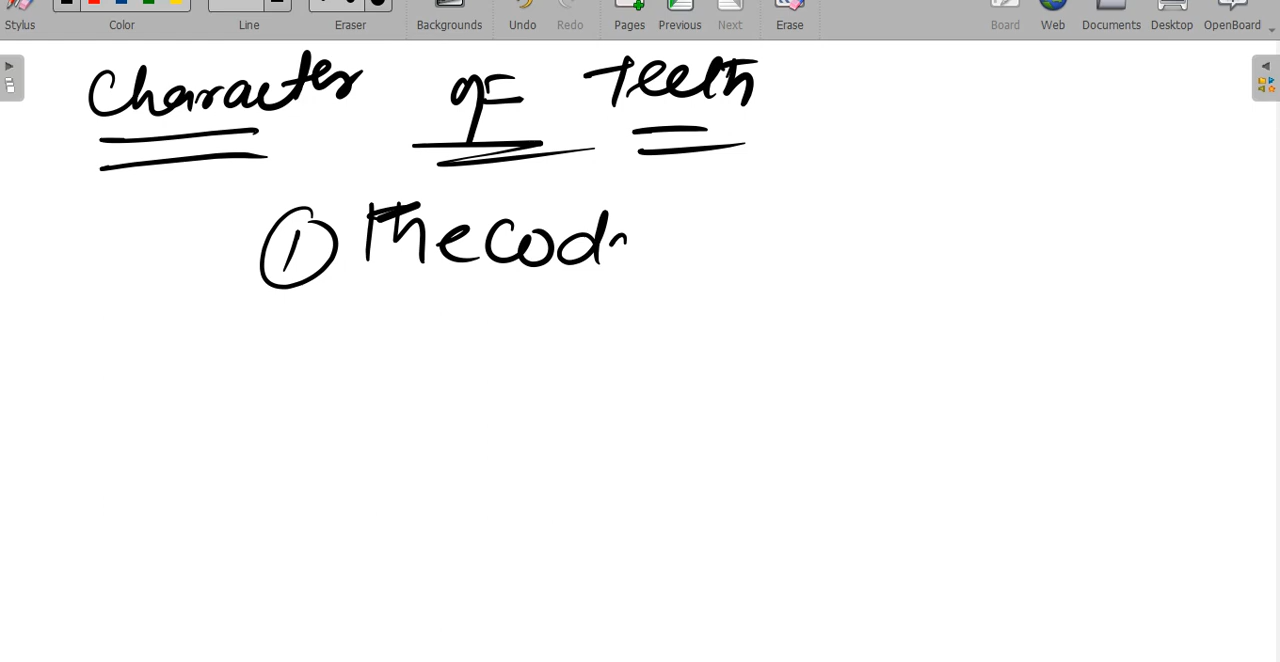 Stylus Color Line Eraser Backgrounds Undo Redo Pages Previous Next Erase Board Web Documents Desktop OpenBoard
Character of Teeth
① Thecod